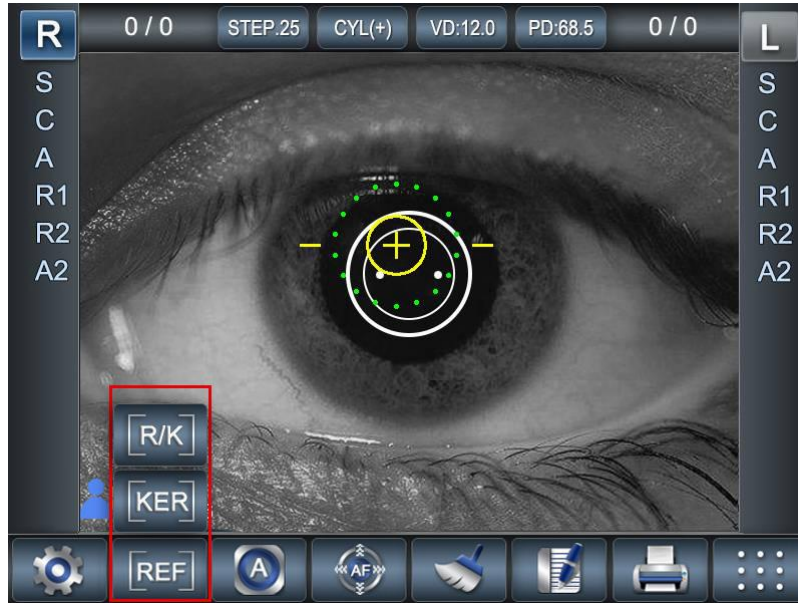 R 0 / 0 STEP.25 CYL(+) VD:12.0 PD:68.5 0 / 0 L
S S
C C
A A
R1 R1
R2 R2
A2 A2
[R/K]
[KER]
[REF] A AF